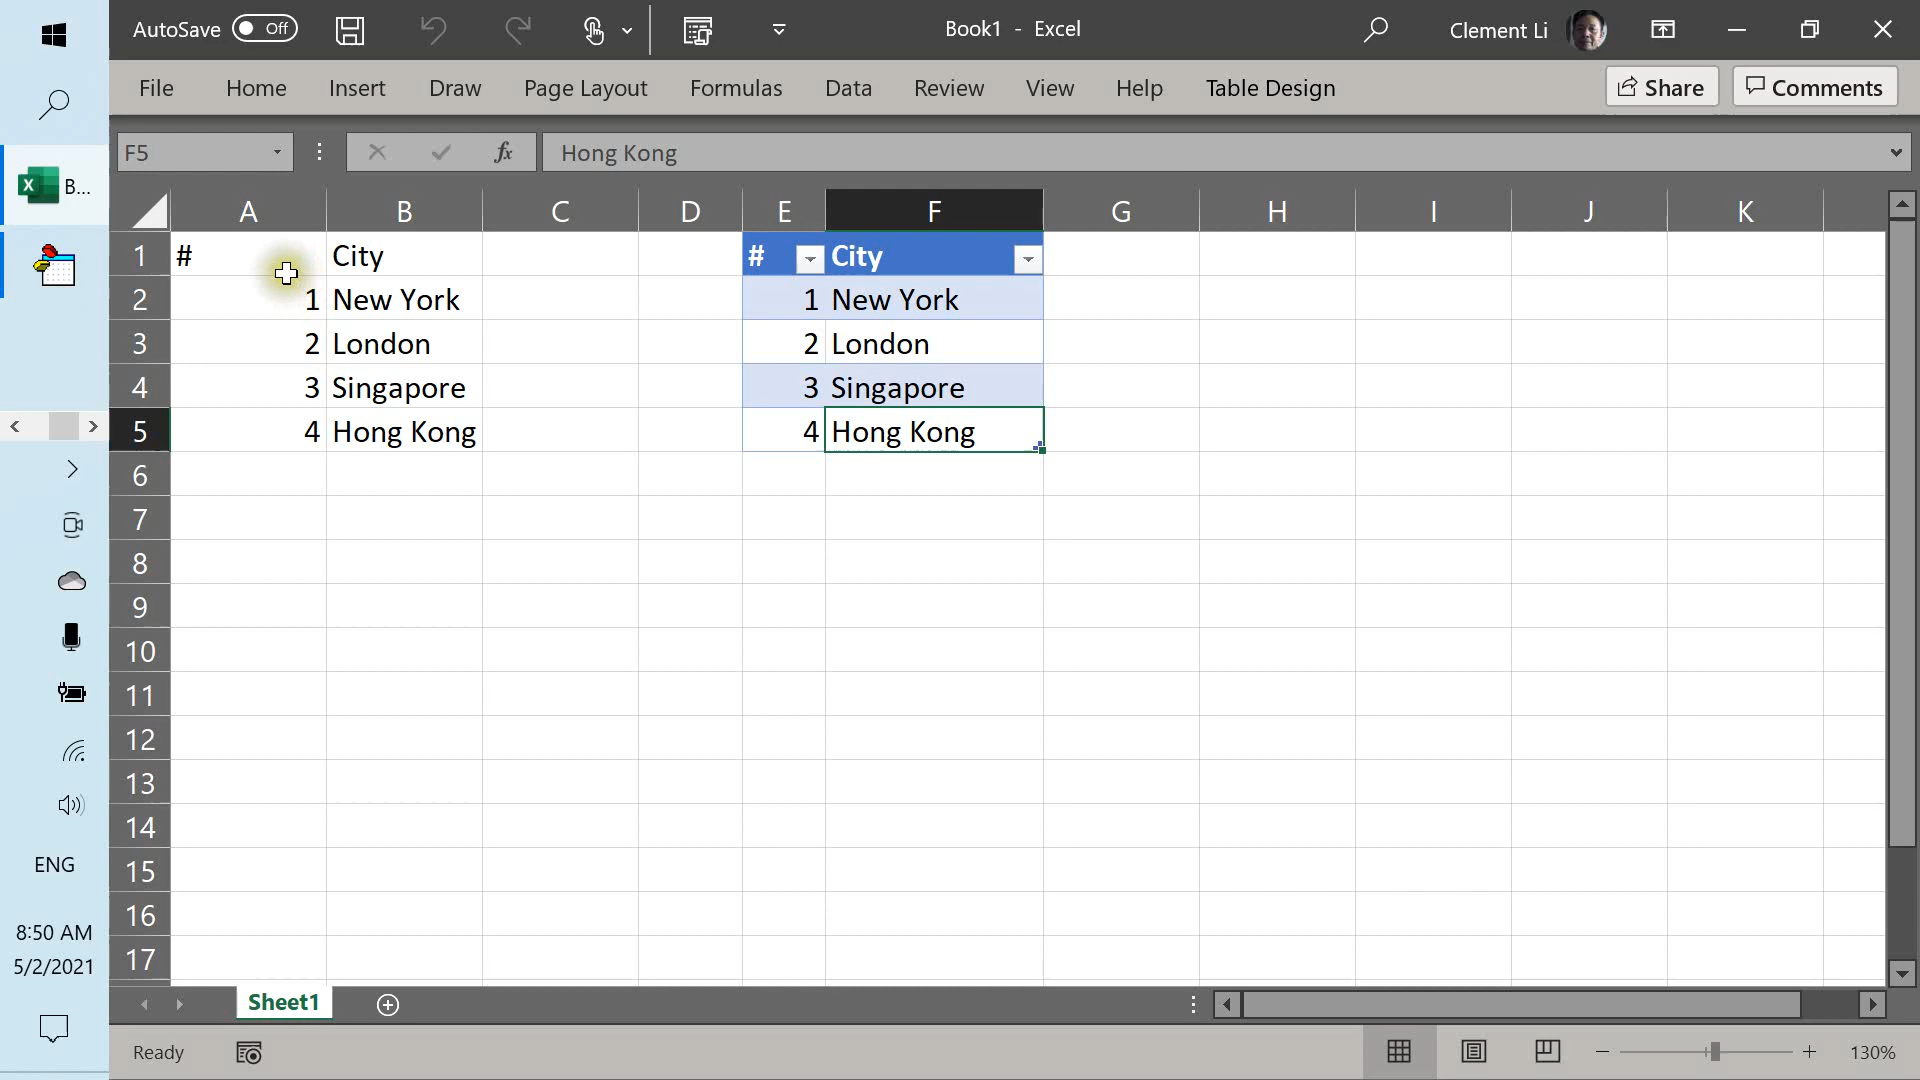 AutoSave Off
Book1 - Excel
Clement Li
File Home Insert Draw Page Layout Formulas Data Review View Help Table Design Share Comments
F5 fx Hong Kong
B...
A B C D E F G H I J K
1 # City # City
2 1 New York 1 New York
3 2 London 2 London
4 3 Singapore 3 Singapore
5 4 Hong Kong 4 Hong Kong
6
7
8
9
10
11
12
13
14
15
16
17
ENG
8:50 AM
5/2/2021
Sheet1
Ready
130%